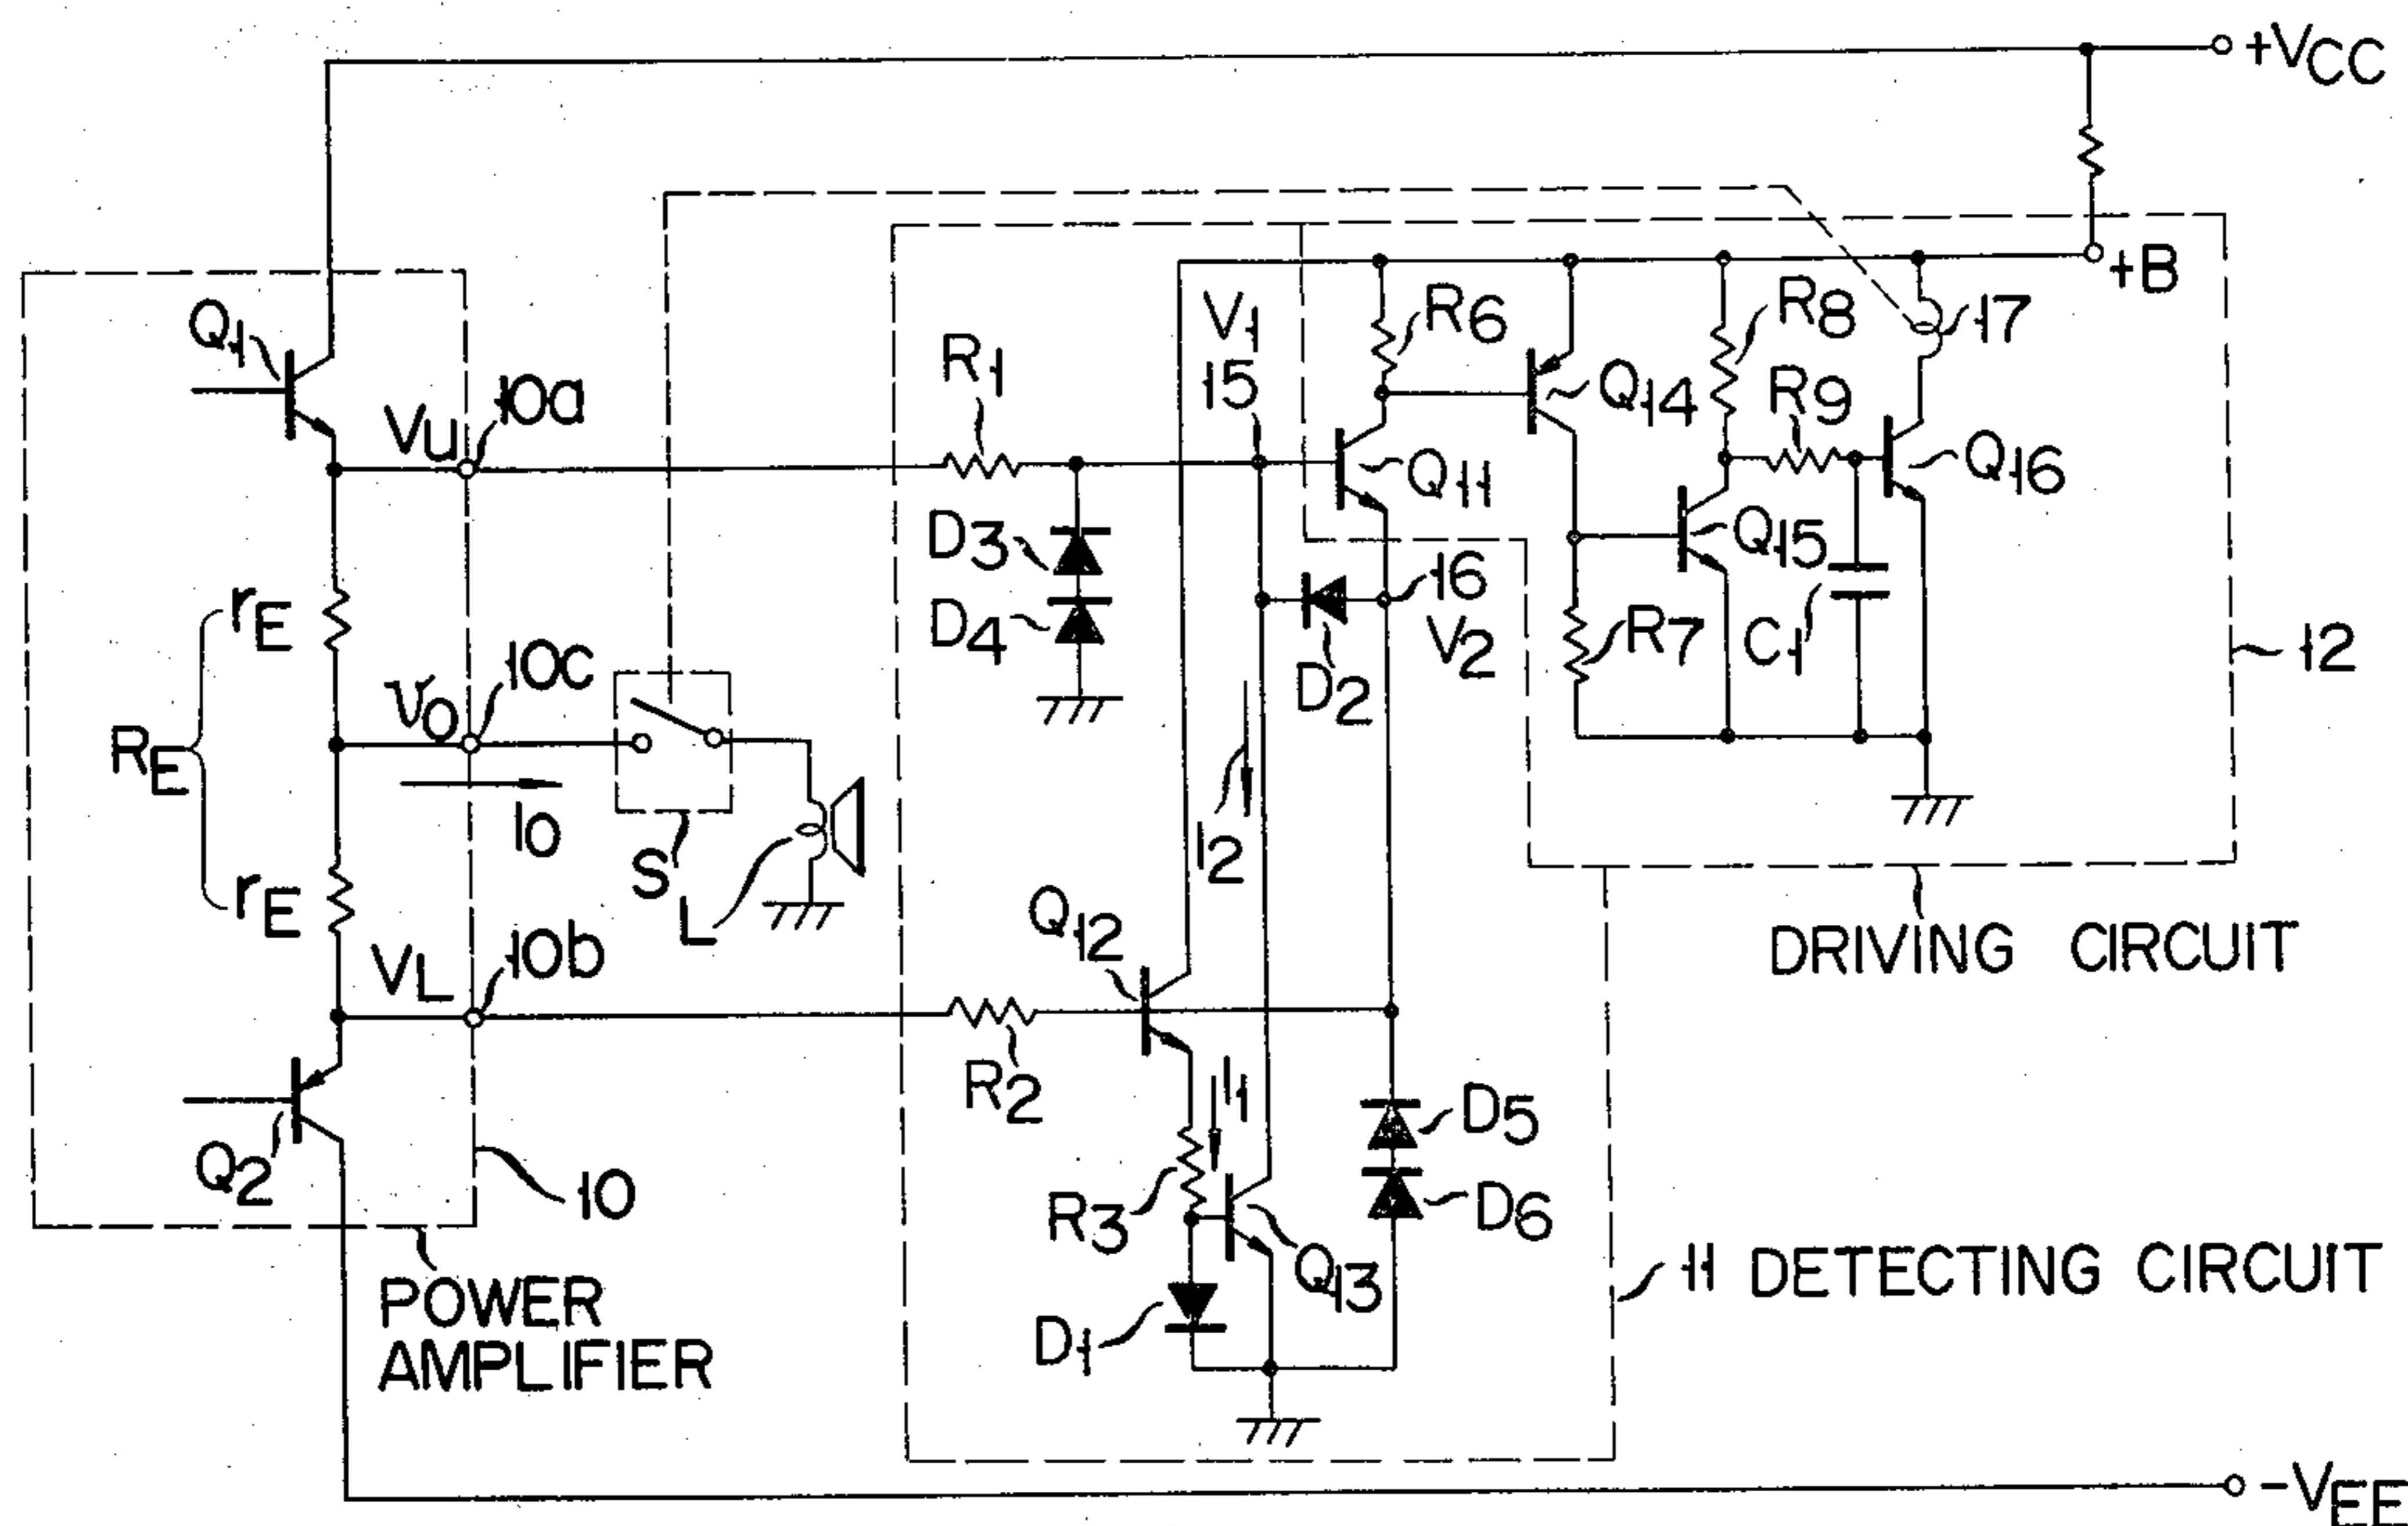 +VCC
+B
Q1
VU
10a
R1
V1
15
R6
R8
17
Q14
R9
Q11
Q16
D3
Q15
rE
D4
16
V2
D2
R7
C1
12
RE
vo
10c
Io
S
L
I2
rE
VL
10b
Q12
DRIVING CIRCUIT
R2
I1
D5
Q2
10
R3
D6
Q13
11 DETECTING CIRCUIT
D1
POWER
AMPLIFIER
-VEE